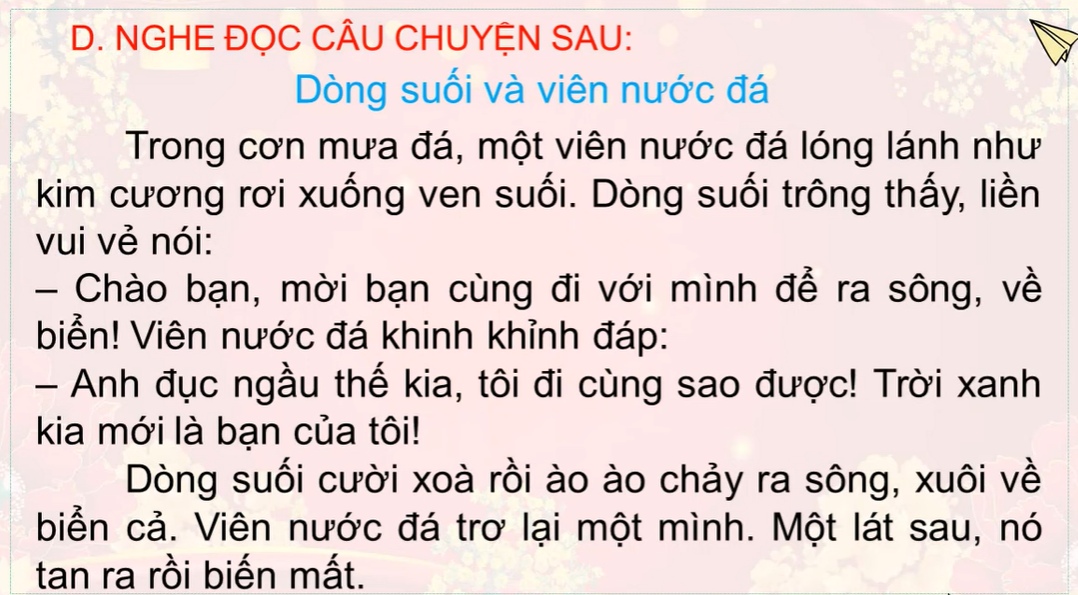 D. NGHE ĐỌC CÂU CHUYỆN SAU:
Dòng suối và viên nước đá
Trong cơn mưa đá, một viên nước đá lóng lánh như
kim cương rơi xuống ven suối. Dòng suối trông thấy, liền
vui vẻ nói:
– Chào bạn, mời bạn cùng đi với mình để ra sông, về
biển! Viên nước đá khinh khỉnh đáp:
– Anh đục ngầu thế kia, tôi đi cùng sao được! Trời xanh
kia mới là bạn của tôi!
Dòng suối cười xoà rồi ào ào chảy ra sông, xuôi về
biển cả. Viên nước đá trơ lại một mình. Một lát sau, nó
tan ra rồi biến mất.